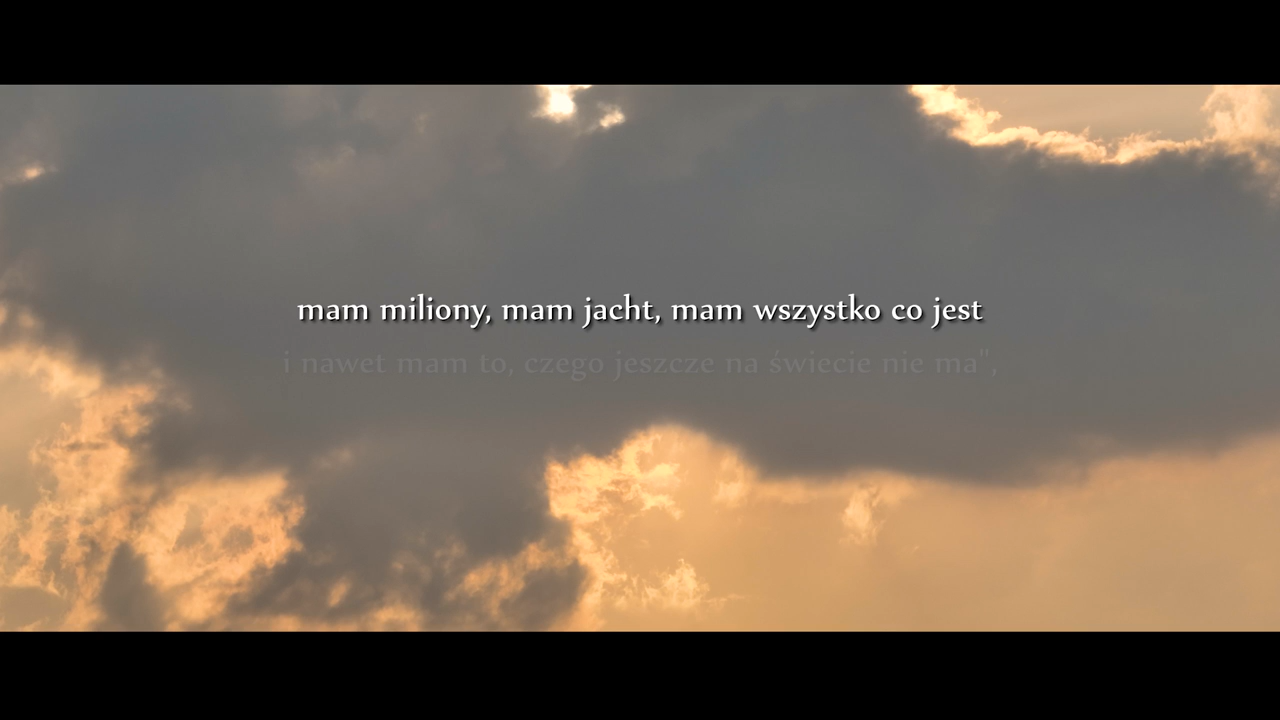 mam miliony, mam jacht, mam wszystko co jest
i nawet mam to, czego jeszcze na świecie nie ma",